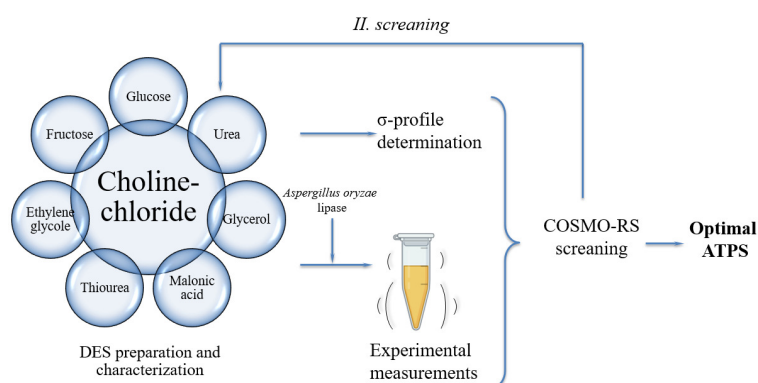 II. screaning
Glucose
Fructose
Urea
Choline-
chloride
Ethylene
glycole
Glycerol
Thiourea
Malonic
acid
DES preparation and
characterization
σ-profile
determination
Aspergillus oryzae
lipase
Experimental
measurements
COSMO-RS
screaning
Optimal
ATPS